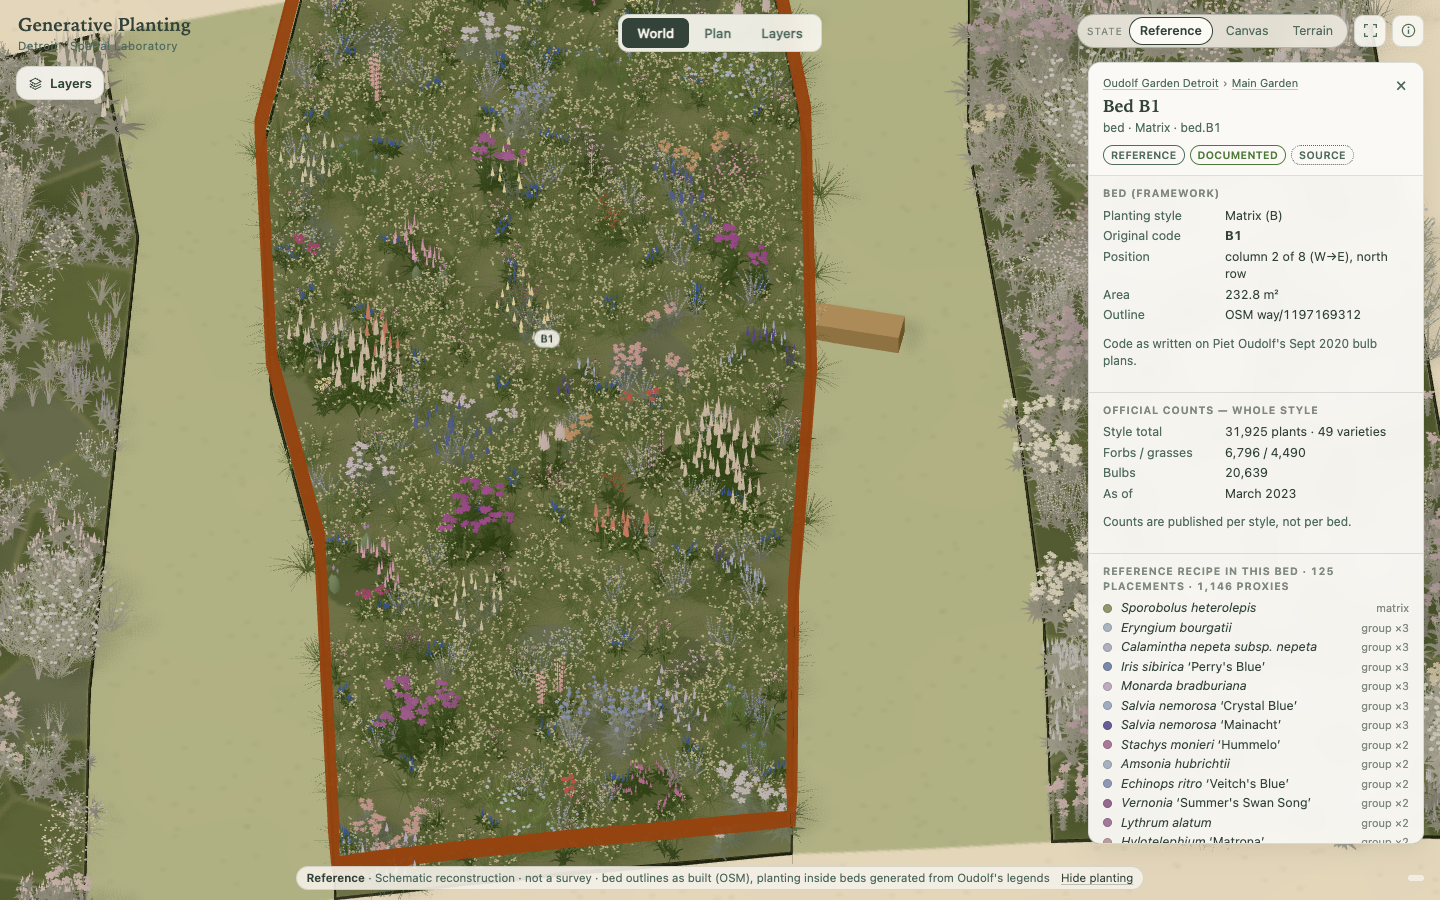 Generative Planting
Detroit · Spatial Laboratory
Layers
World
Plan
Layers
STATE
Reference
Canvas
Terrain
Oudolf Garden Detroit › Main Garden
Bed B1
bed · Matrix · bed.B1
REFERENCE
DOCUMENTED
SOURCE
BED (FRAMEWORK)
Planting style Matrix (B)
Original code B1
Position column 2 of 8 (W→E), north
row
Area 232.8 m²
Outline OSM way/1197169312
Code as written on Piet Oudolf's Sept 2020 bulb
plans.
OFFICIAL COUNTS — WHOLE STYLE
Style total 31,925 plants · 49 varieties
Forbs / grasses 6,796 / 4,490
Bulbs 20,639
As of March 2023
Counts are published per style, not per bed.
REFERENCE RECIPE IN THIS BED · 125
PLACEMENTS · 1,146 PROXIES
Sporobolus heterolepis matrix
Eryngium bourgatii group ×3
Calamintha nepeta subsp. nepeta group ×3
Iris sibirica ‘Perry's Blue’ group ×3
Monarda bradburiana group ×3
Salvia nemorosa ‘Crystal Blue’ group ×3
Salvia nemorosa ‘Mainacht’ group ×3
Stachys monieri ‘Hummelo’ group ×2
Amsonia hubrichtii group ×2
Echinops ritro ‘Veitch's Blue’ group ×2
Vernonia ‘Summer's Swan Song’ group ×2
Lythrum alatum group ×2
Hylotelephium ‘Matrona’ group ×2
B1
Reference · Schematic reconstruction · not a survey · bed outlines as built (OSM), planting inside beds generated from Oudolf's legends Hide planting